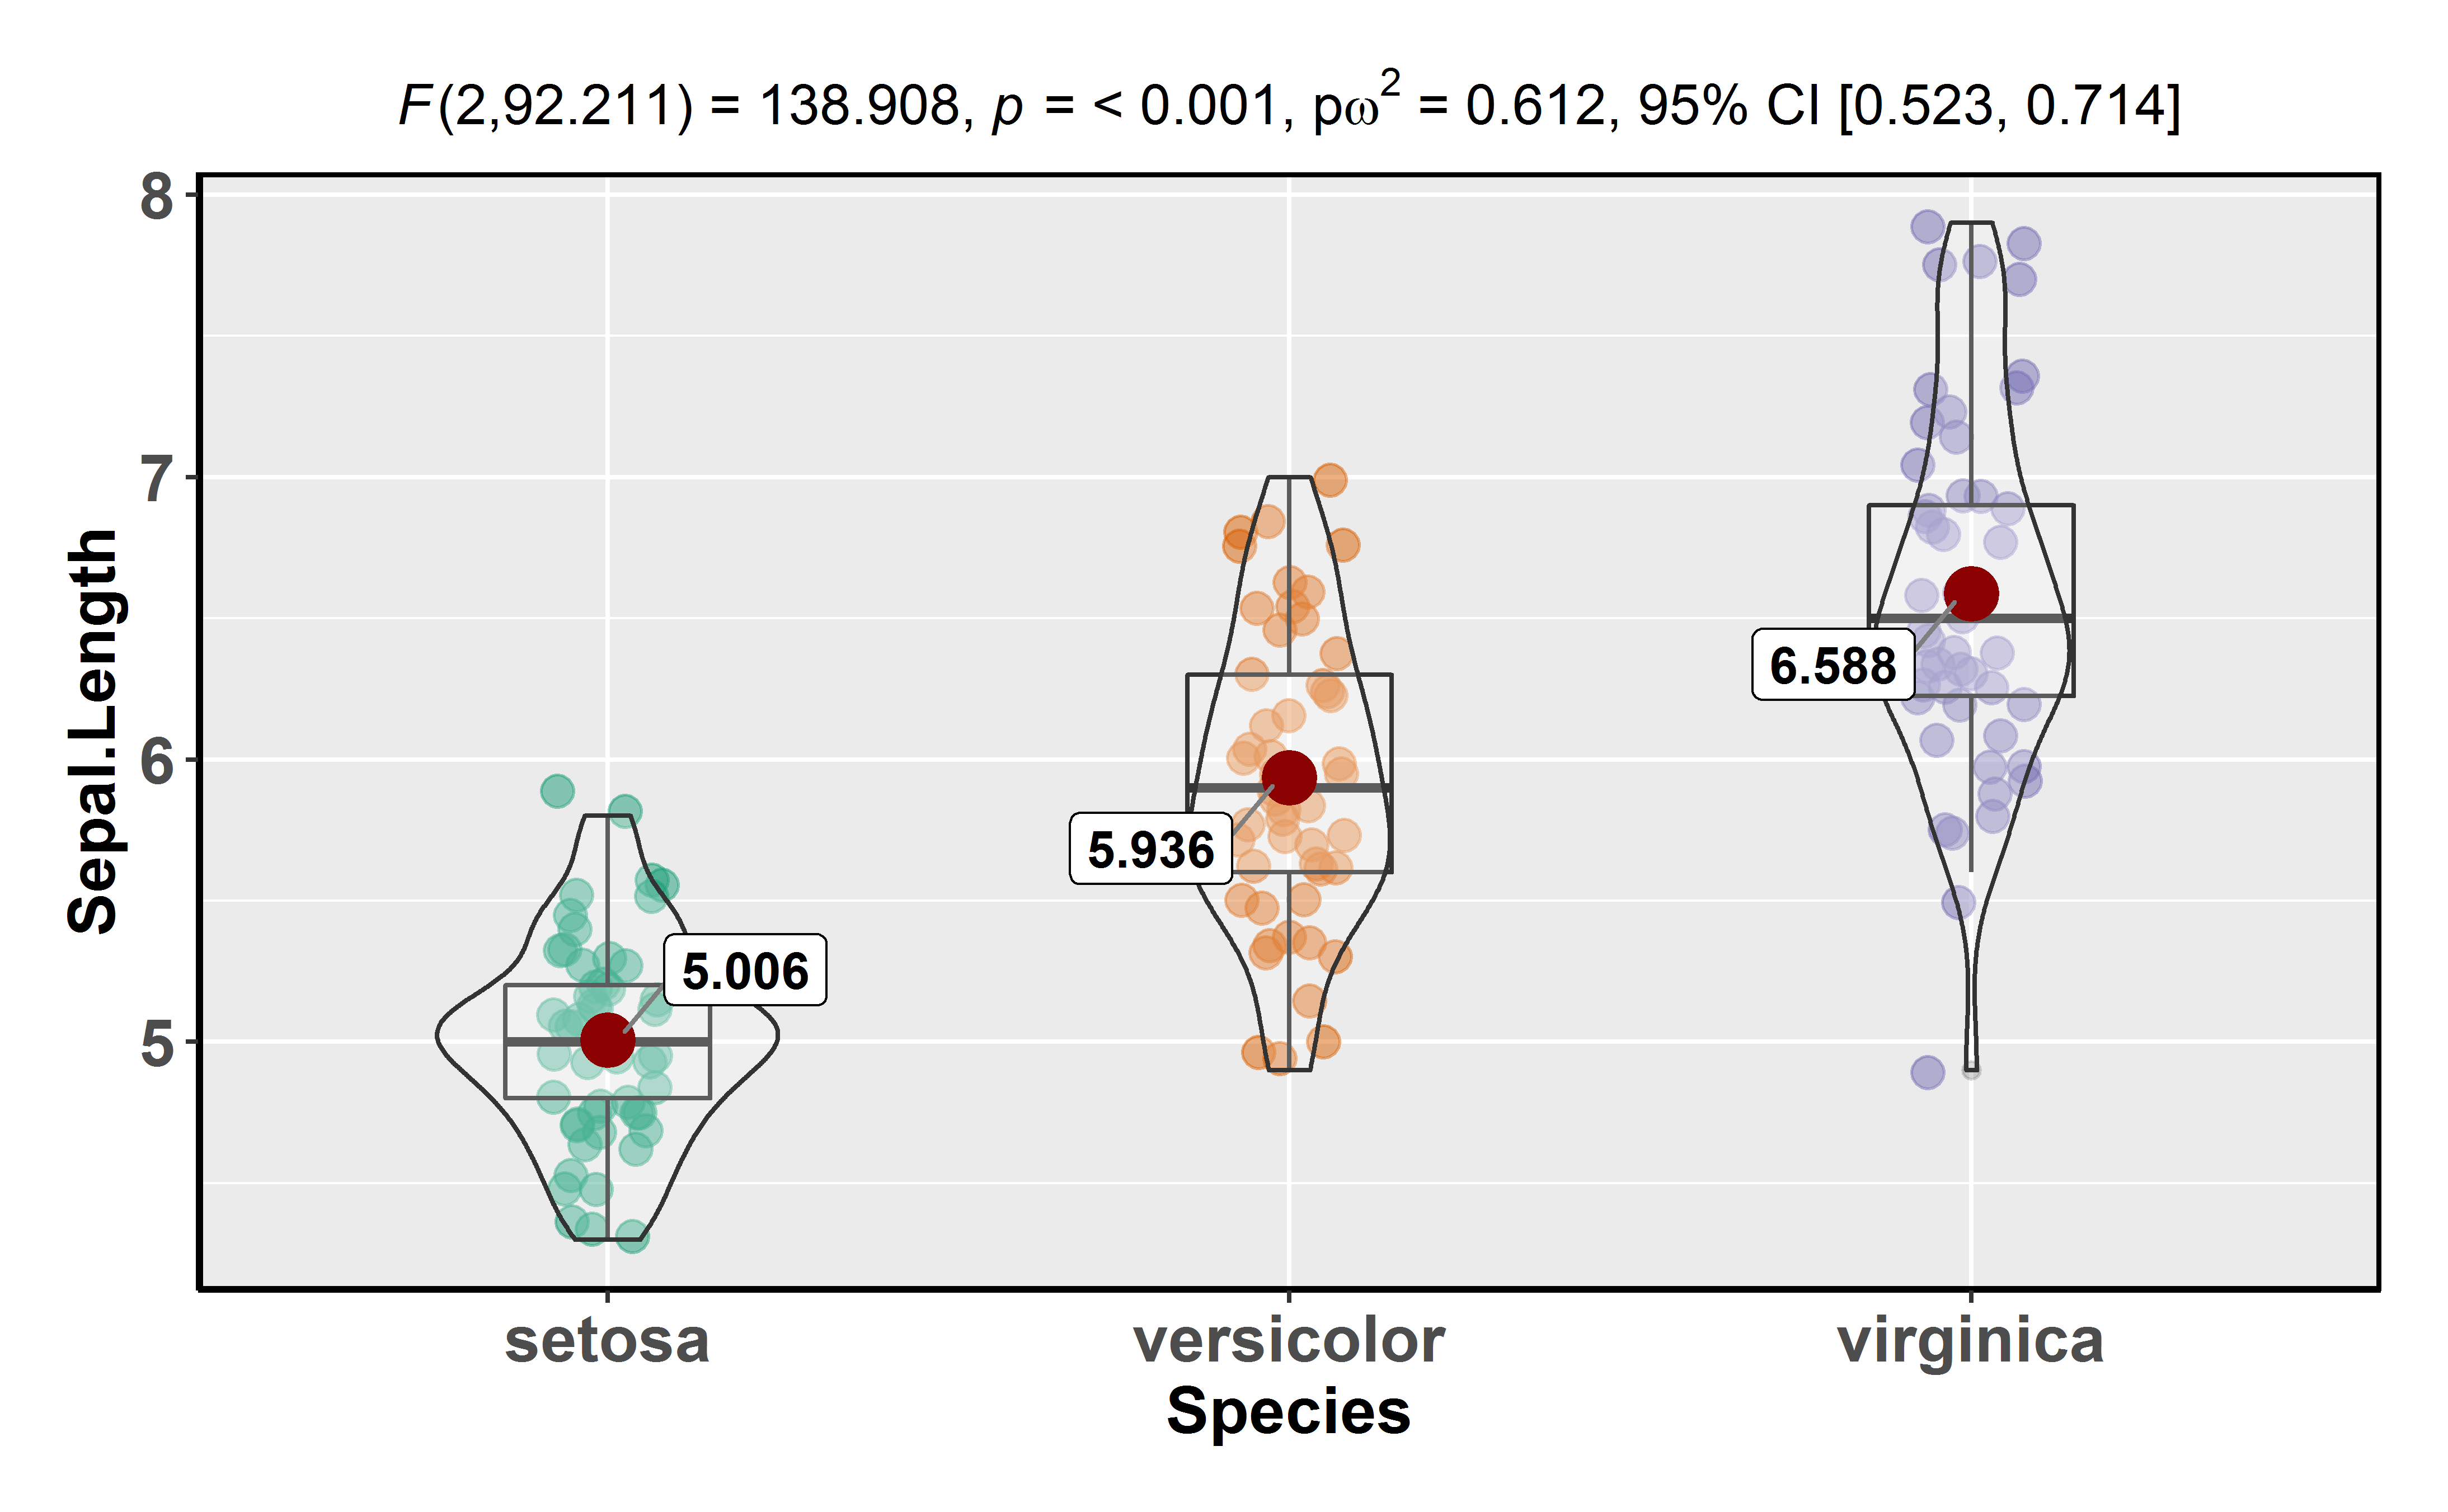 F(2,92.211) = 138.908, p = < 0.001, pω² = 0.612, 95% CI [0.523, 0.714]
8
7
6
5
Sepal.Length
6.588
5.936
5.006
setosa versicolor virginica
Species